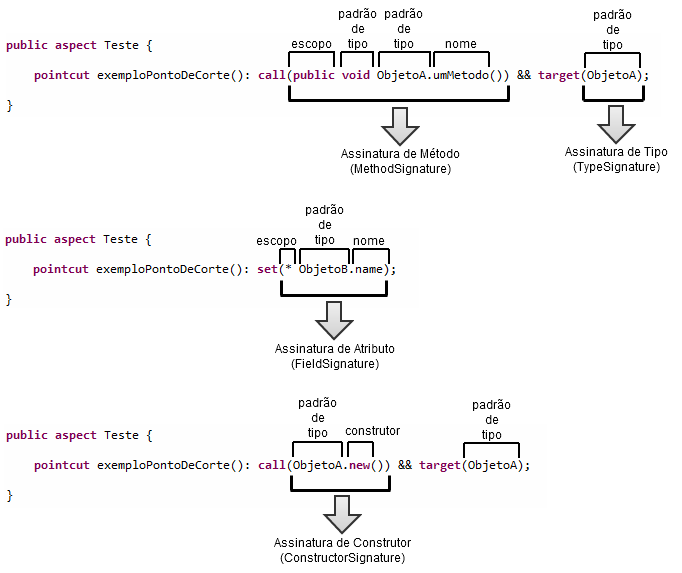 padrão padrão padrão
de de de
escopo tipo tipo nome tipo
public aspect Teste {
pointcut exemploPontoDeCorte(): call(public void ObjetoA.umMetodo()) && target(ObjetoA);
}
Assinatura de Método Assinatura de Tipo
(MethodSignature) (TypeSignature)
padrão
de
escopo tipo nome
public aspect Teste {
pointcut exemploPontoDeCorte(): set(* ObjetoB.name);
}
Assinatura de Atributo
(FieldSignature)
padrão padrão
de de
tipo construtor tipo
public aspect Teste {
pointcut exemploPontoDeCorte(): call(ObjetoA.new()) && target(ObjetoA);
}
Assinatura de Construtor
(ConstructorSignature)